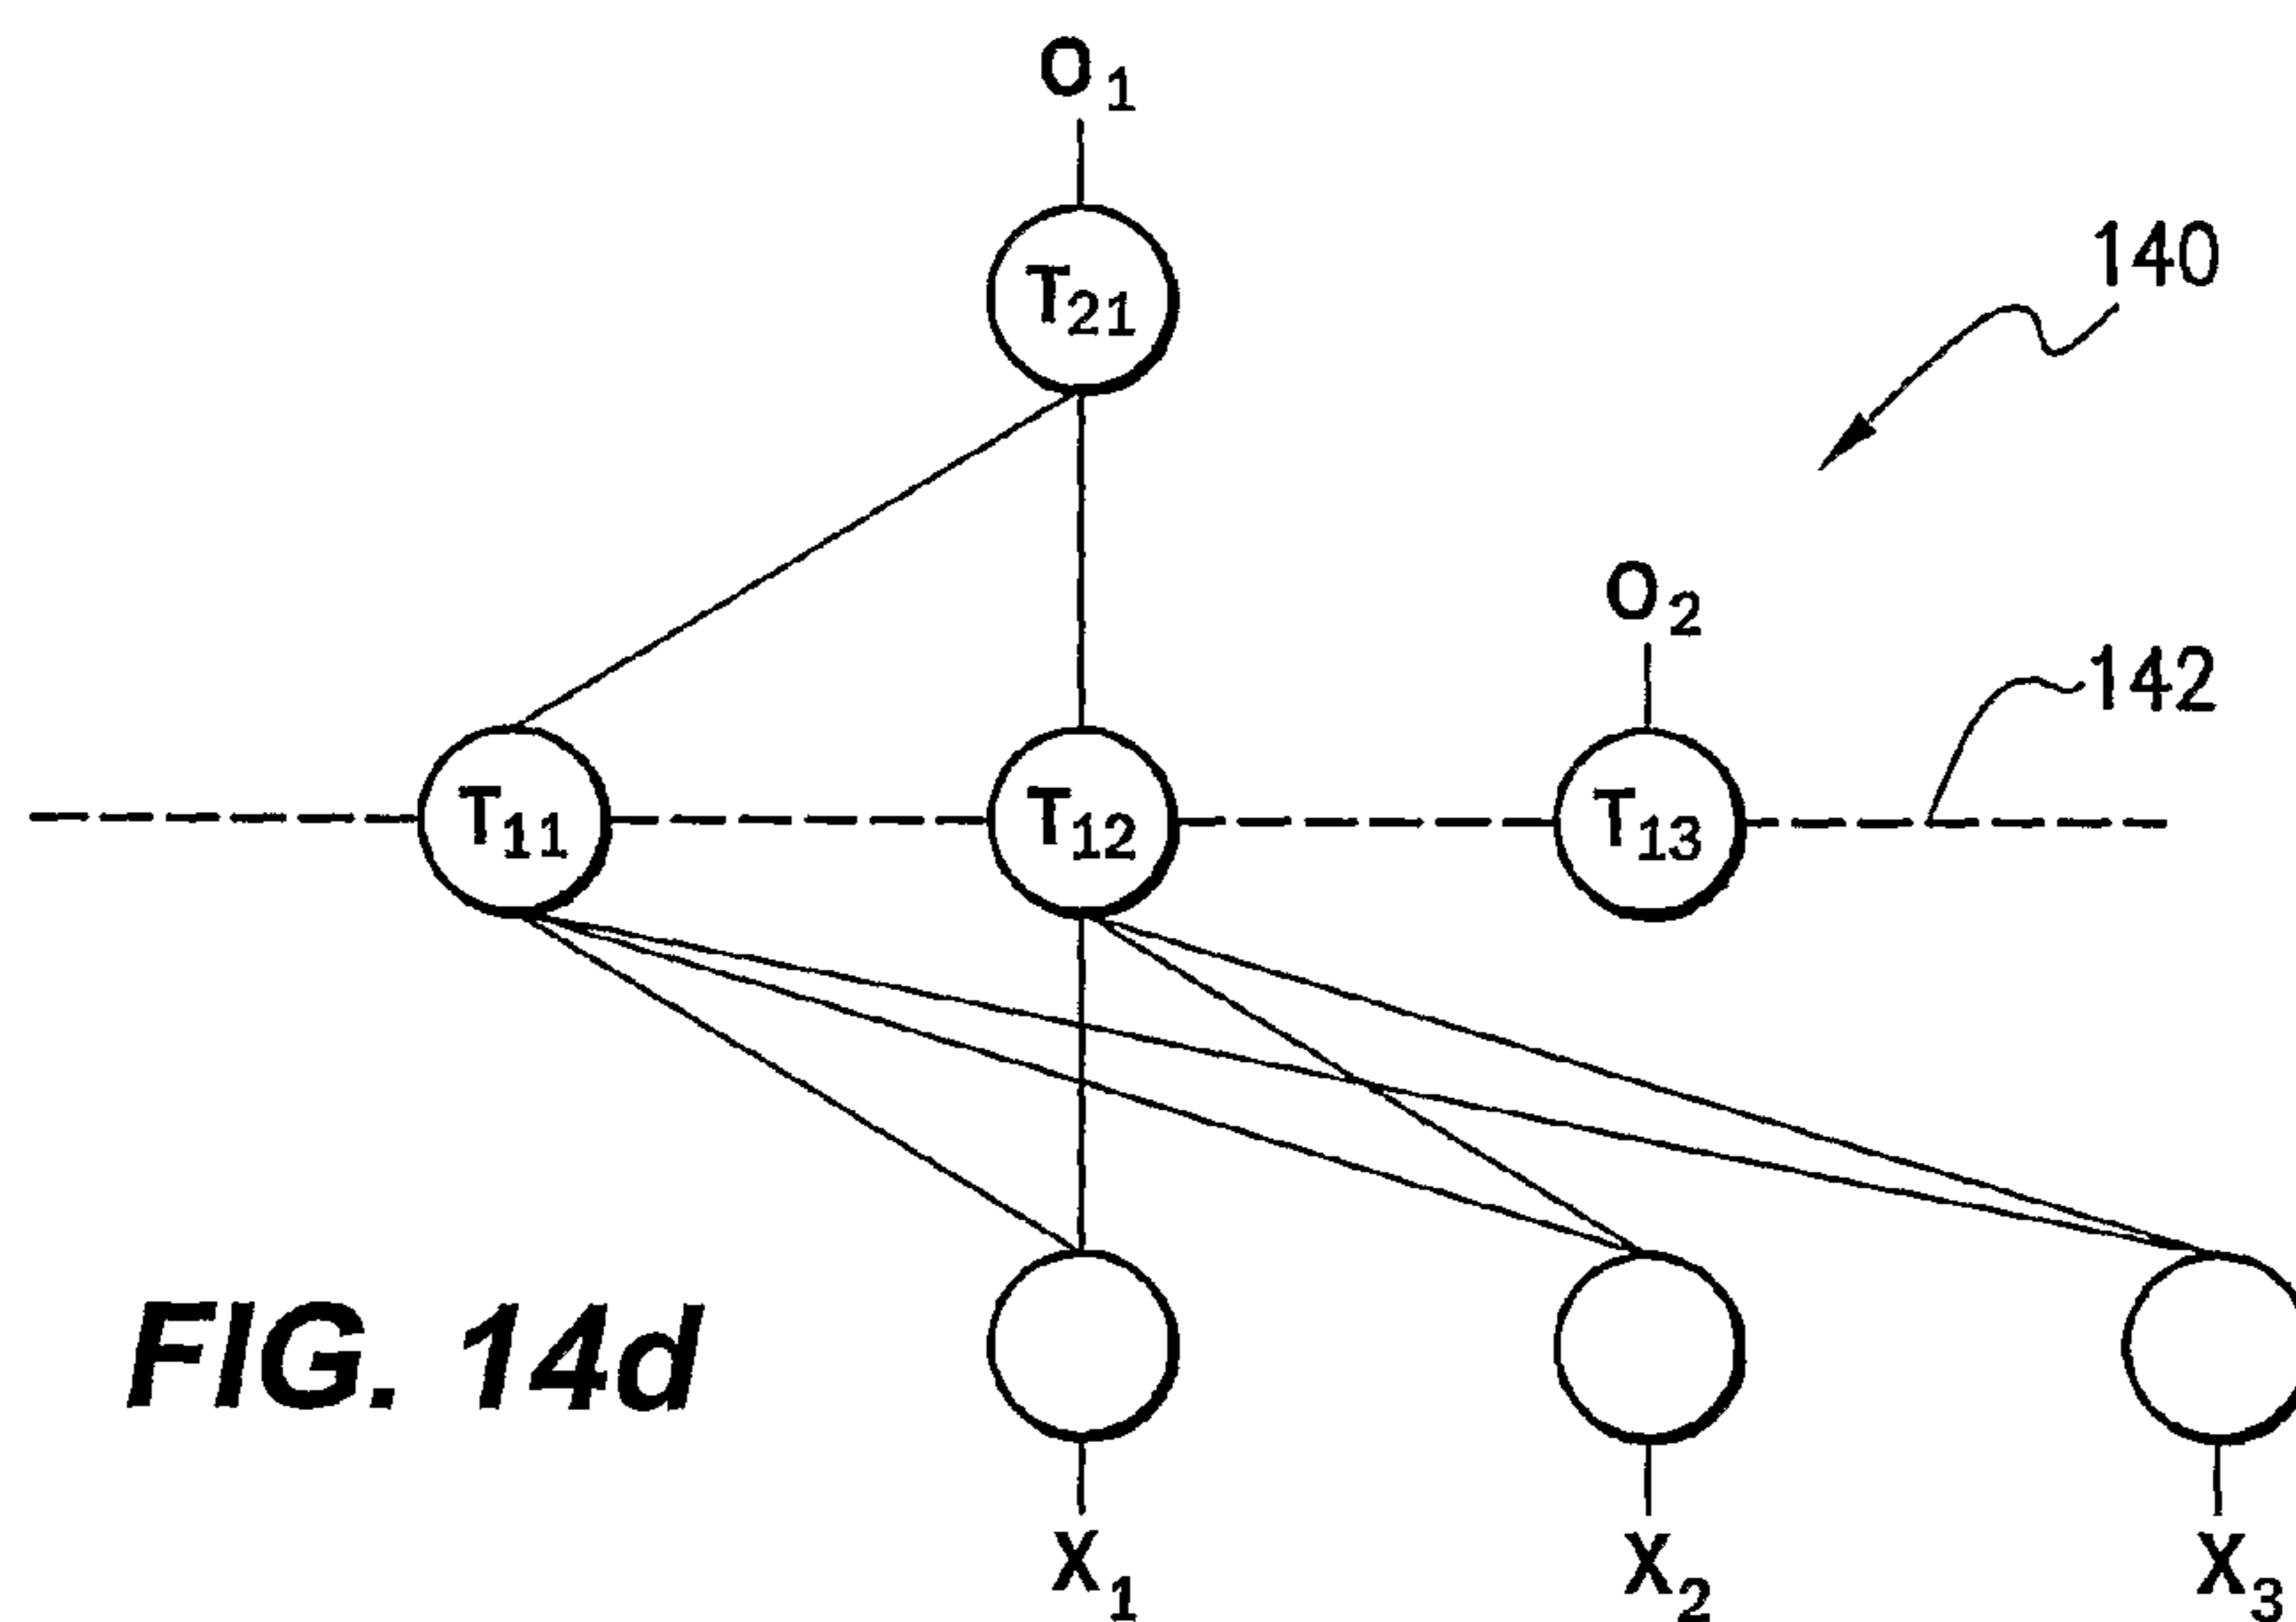 O₁
T₂₁
140
O₂
142
T₁₁
T₁₂
T₁₃
FIG. 14d
X₁
X₂
X₃